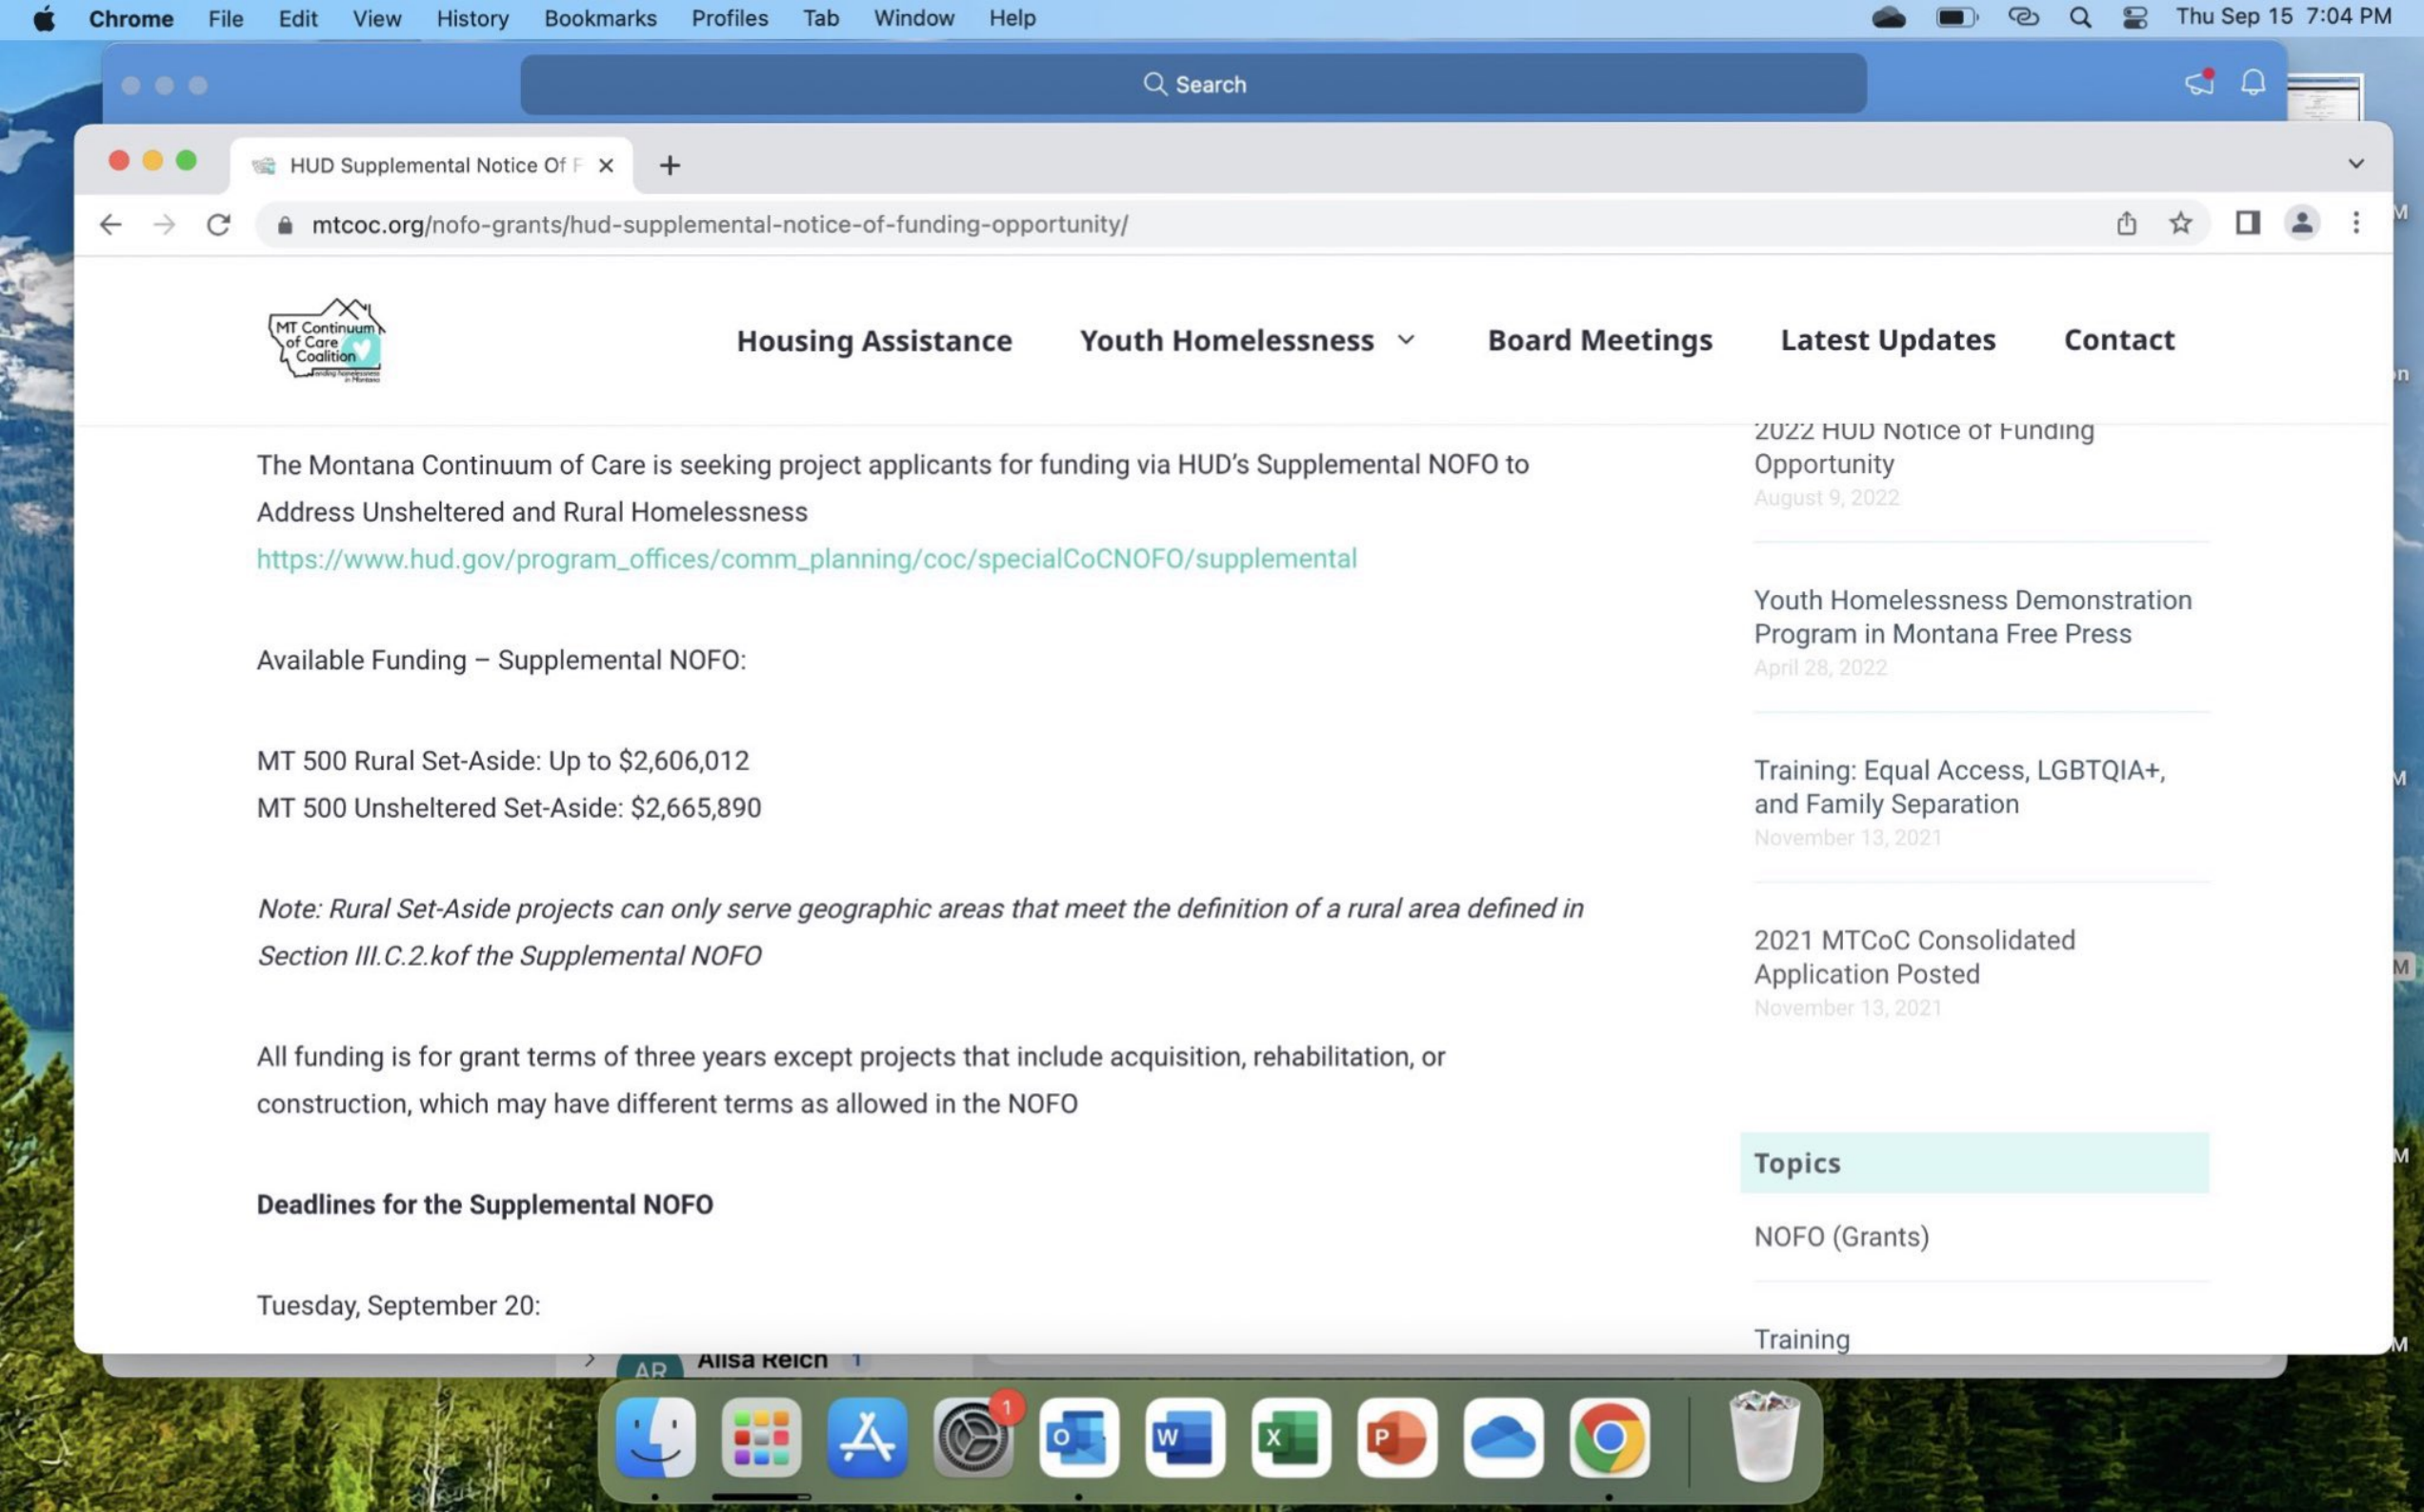 Chrome File Edit View History Bookmarks Profiles Tab Window Help Thu Sep 15 7:04 PM
Search
HUD Supplemental Notice Of F
mtcoc.org/nofo-grants/hud-supplemental-notice-of-funding-opportunity/
MT Continuum
of Care
Coalition
ending homelessness
in Montana
Housing Assistance Youth Homelessness Board Meetings Latest Updates Contact
The Montana Continuum of Care is seeking project applicants for funding via HUD's Supplemental NOFO to
Address Unsheltered and Rural Homelessness
https://www.hud.gov/program_offices/comm_planning/coc/specialCoCNOFO/supplemental
Available Funding – Supplemental NOFO:
MT 500 Rural Set-Aside: Up to $2,606,012
MT 500 Unsheltered Set-Aside: $2,665,890
Note: Rural Set-Aside projects can only serve geographic areas that meet the definition of a rural area defined in
Section III.C.2.kof the Supplemental NOFO
All funding is for grant terms of three years except projects that include acquisition, rehabilitation, or
construction, which may have different terms as allowed in the NOFO
Deadlines for the Supplemental NOFO
Tuesday, September 20:
2022 HUD Notice of Funding
Opportunity
August 9, 2022
Youth Homelessness Demonstration
Program in Montana Free Press
April 28, 2022
Training: Equal Access, LGBTQIA+,
and Family Separation
November 13, 2021
2021 MTCoC Consolidated
Application Posted
November 13, 2021
Topics
NOFO (Grants)
Training
M
on
M
M
M
M
AR Alisa Reich 1
1
O W X P